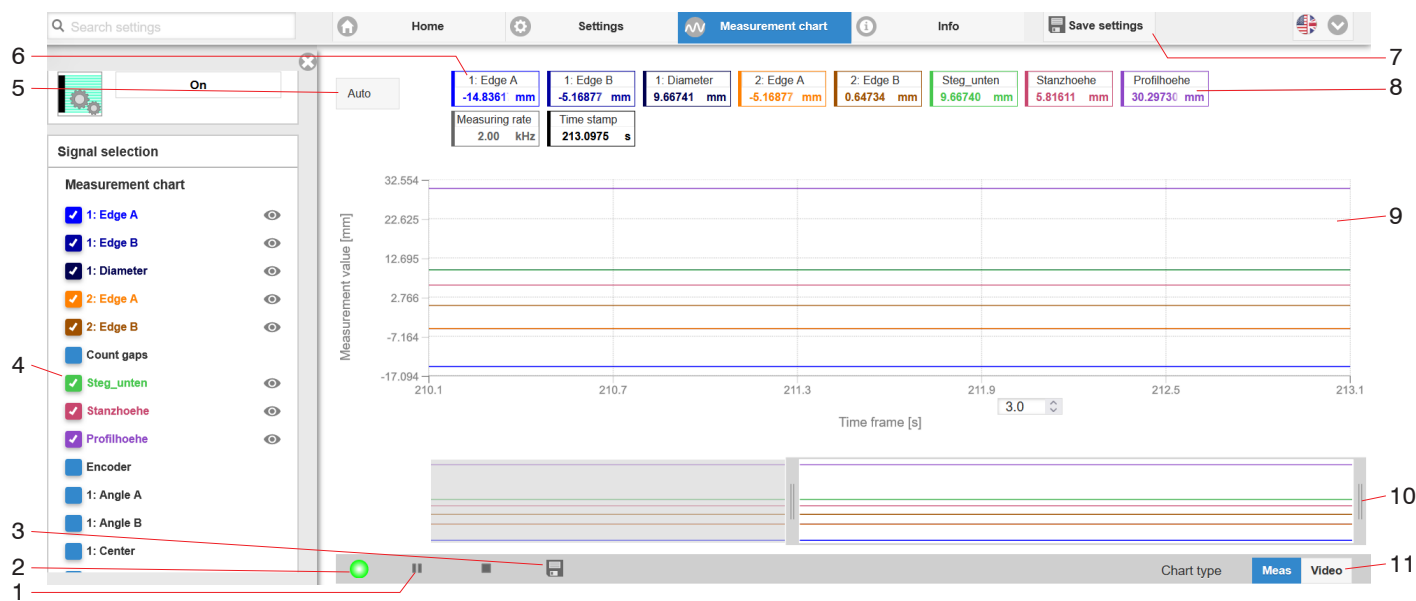 Search settings
Home
Settings
Measurement chart
Info
Save settings
6
7
5
On
Auto
1: Edge A
1: Edge B
1: Diameter
2: Edge A
2: Edge B
Steg_unten
Stanzhoehe
Profilhoehe
8
-14.8361 mm
-5.16877 mm
9.66741 mm
-5.16877 mm
0.64734 mm
9.66740 mm
5.81611 mm
30.29730 mm
Measuring rate
Time stamp
2.00 kHz
213.0975 s
Signal selection
Measurement chart
1: Edge A
1: Edge B
1: Diameter
2: Edge A
2: Edge B
Count gaps
4
Steg_unten
Stanzhoehe
Profilhoehe
Encoder
1: Angle A
1: Angle B
1: Center
Measurement value [mm]
32.554
22.625
12.695
2.766
-7.164
-17.094
9
210.1
210.7
211.3
211.9
212.5
213.1
3.0
Time frame [s]
10
3
2
1
Chart type
Meas
Video
11